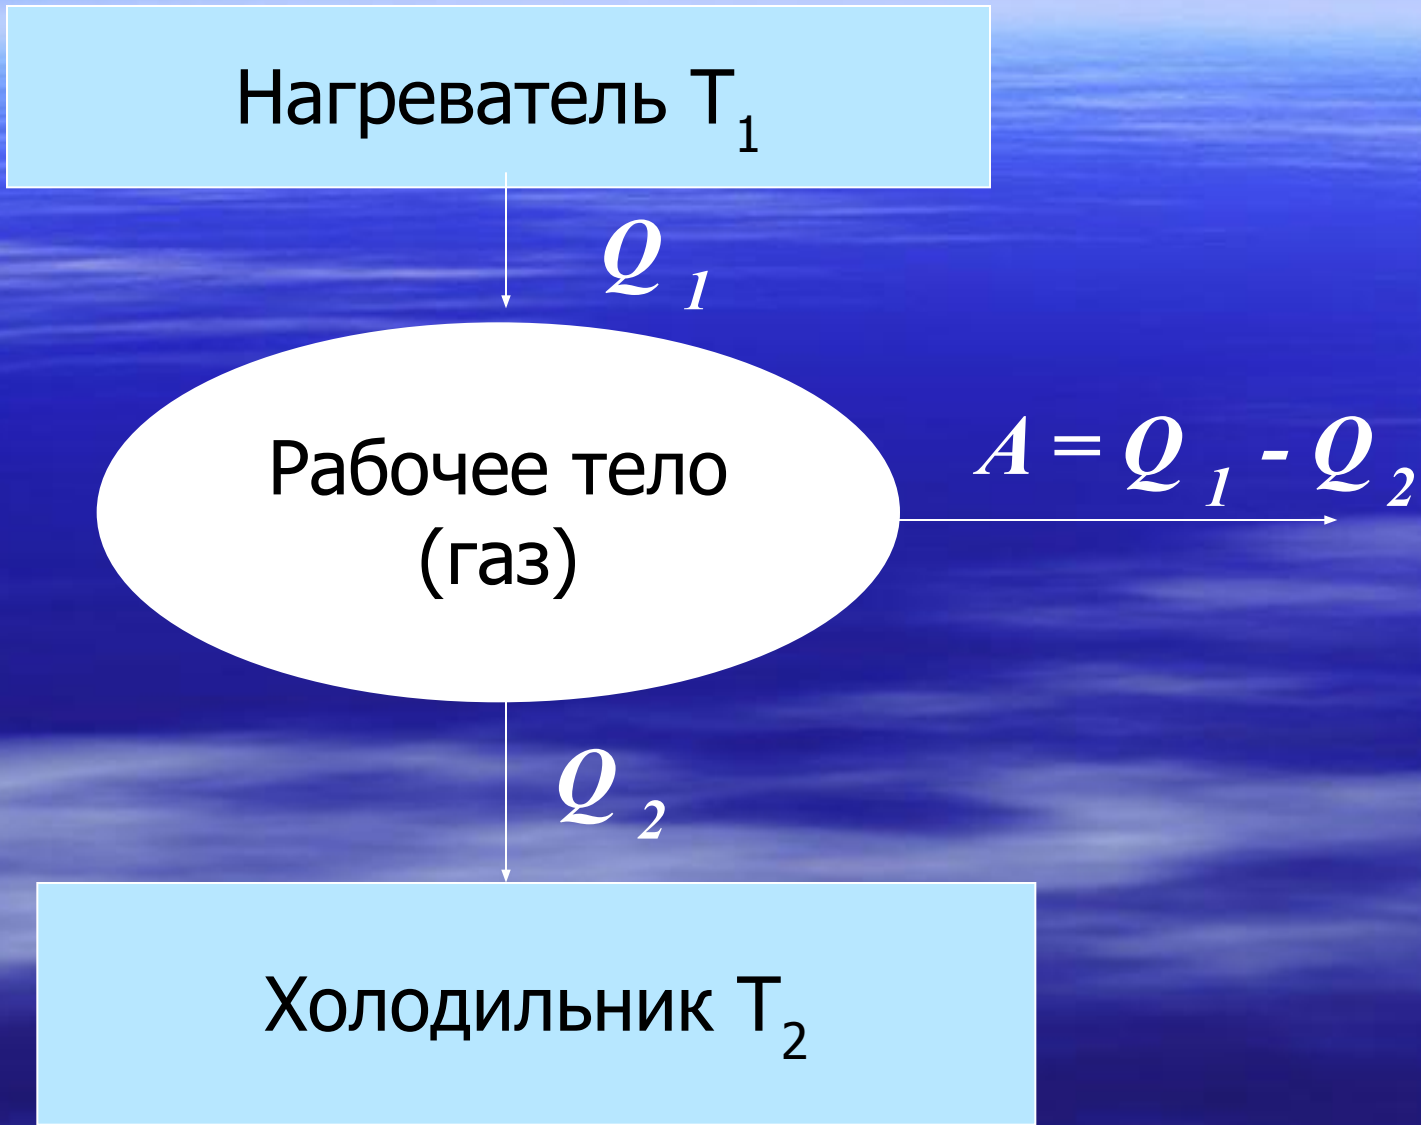 Нагреватель T₁
Q ₁
Рабочее тело
(газ)
A = Q ₁ - Q ₂
Q ₂
Холодильник T₂